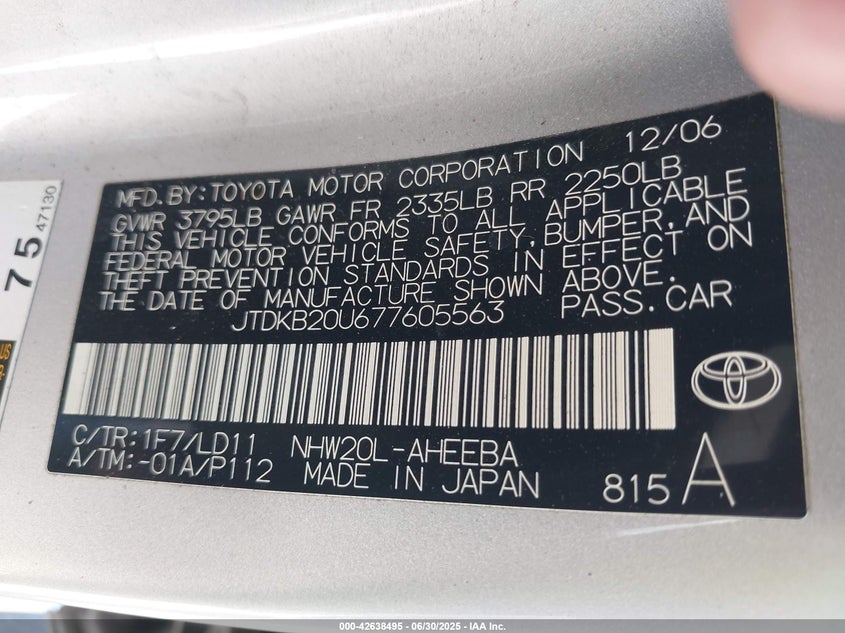 MFD.BY:TOYOTA MOTOR CORPORATION 12/06
GVWR 3795LB GAWR FR 2335LB RR 2250LB
THIS VEHICLE CONFORMS TO ALL APPLICABLE
FEDERAL MOTOR VEHICLE SAFETY,BUMPER,AND
THEFT PREVENTION STANDARDS IN EFFECT ON
THE DATE OF MANUFACTURE SHOWN ABOVE.
JTDKB20U677605563 PASS.CAR
C/TR:1F7/LD11 NHW20L-AHEEBA
A/TM:-01A/P112 MADE IN JAPAN 815 A
75
47130
US
000-42638495 - 06/30/2025 - IAA Inc.